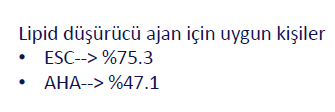 Lipid düşürücü ajan için uygun kişiler
• ESC--> %75.3
• AHA--> %47.1